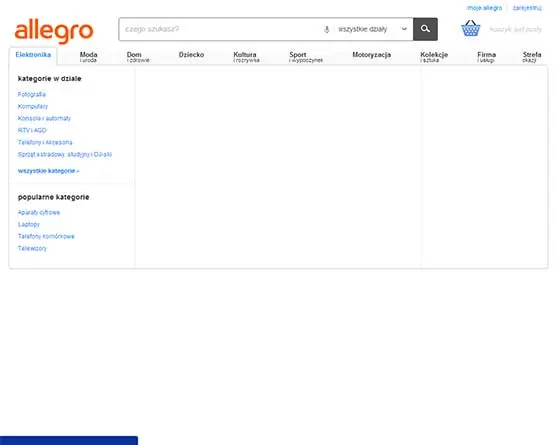 moje allegro | zarejestruj
allegro
czego szukasz?
wszystkie działy
koszyk jest pusty
Elektronika
Moda
i uroda
Dom
i zdrowie
Dziecko
Kultura
i rozrywka
Sport
i wypoczynek
Motoryzacja
Kolekcje
i sztuka
Firma
i usługi
Strefa
okazji
kategorie w dziale
Fotografia
Komputery
Konsole i automaty
RTV i AGD
Telefony i Akcesoria
Sprzęt estradowy, studyjny i DJ-ski
wszystkie kategorie »
popularne kategorie
Aparaty cyfrowe
Laptopy
Telefony komórkowe
Telewizory